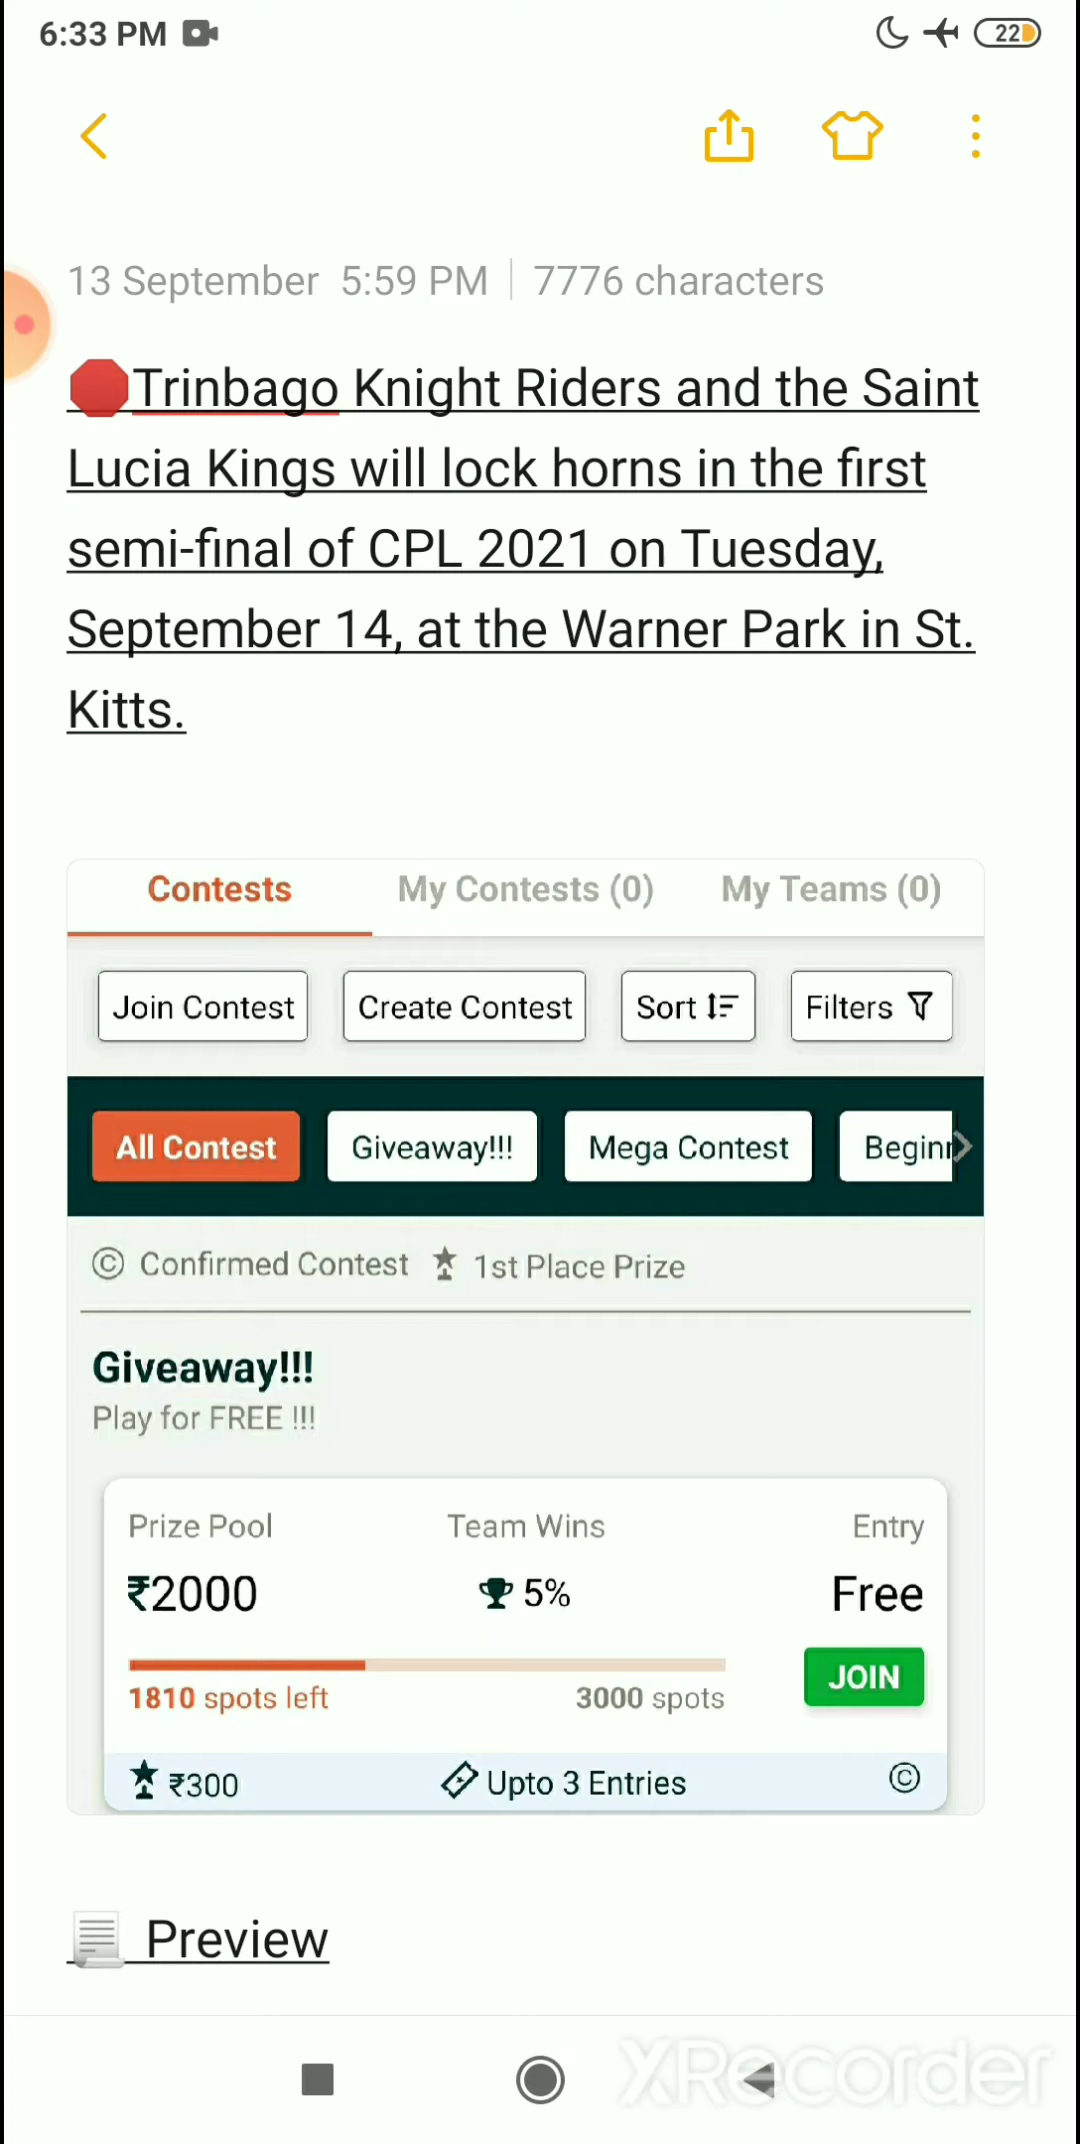 6:33 PM 22
13 September 5:59 PM | 7776 characters
Trinbago Knight Riders and the Saint
Lucia Kings will lock horns in the first
semi-final of CPL 2021 on Tuesday,
September 14, at the Warner Park in St.
Kitts.
Contests My Contests (0) My Teams (0)
Join Contest Create Contest Sort Filters
All Contest Giveaway!!! Mega Contest Beginr
© Confirmed Contest 1st Place Prize
Giveaway!!!
Play for FREE !!!
Prize Pool Team Wins Entry
₹2000 5% Free
JOIN
1810 spots left 3000 spots
₹300 Upto 3 Entries ©
Preview
XRecorder